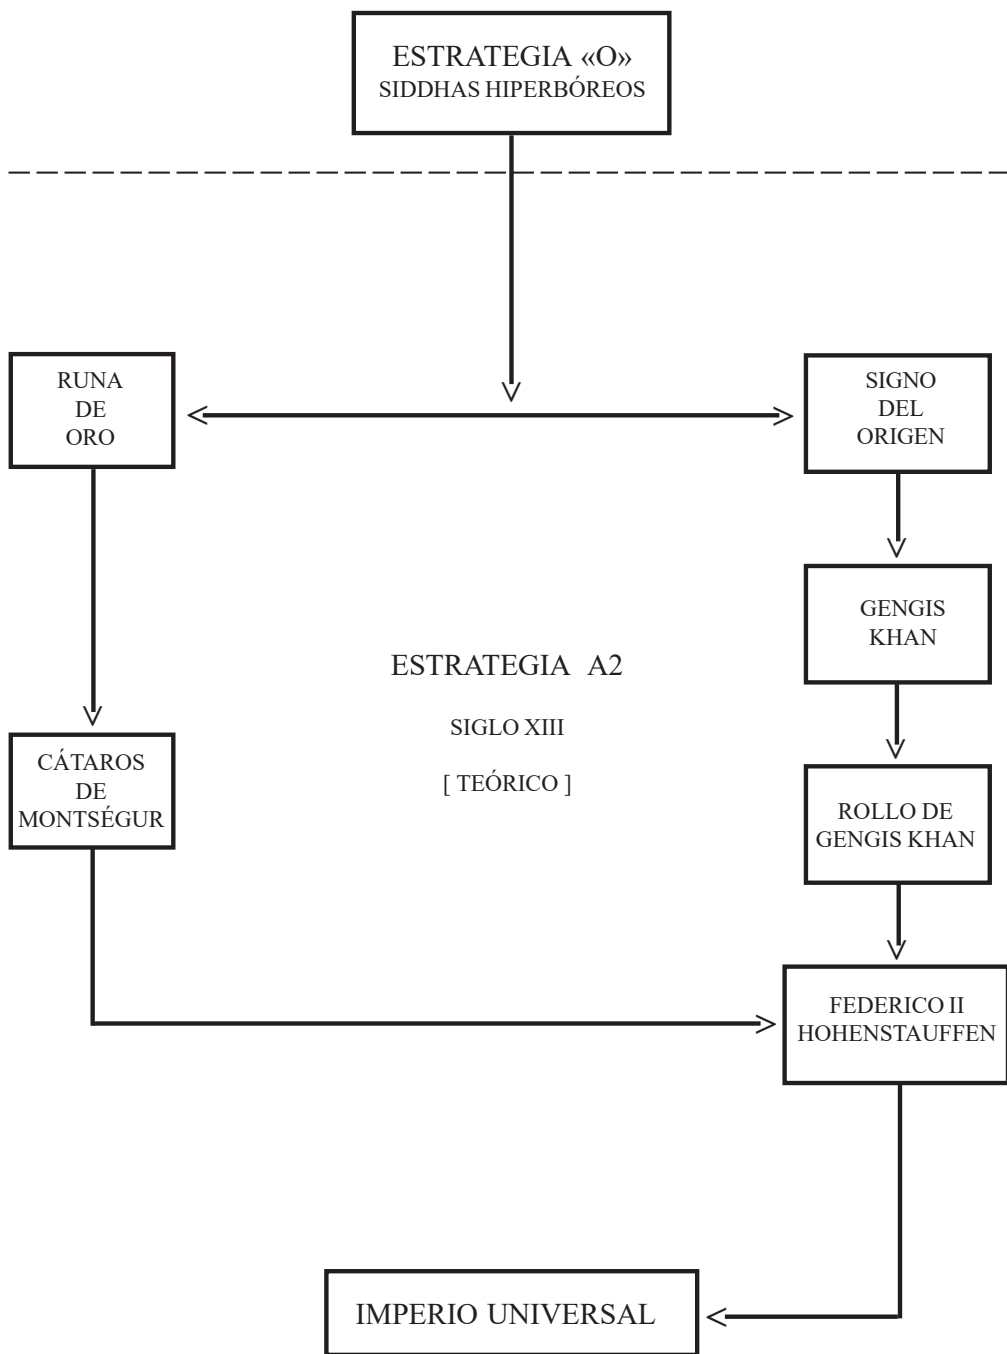 ESTRATEGIA «O»
SIDDHAS HIPERBÓREOS
RUNA
DE
ORO
SIGNO
DEL
ORIGEN
GENGIS
KHAN
ESTRATEGIA A2
SIGLO XIII
[ TEÓRICO ]
CÁTAROS
DE
MONTSÉGUR
ROLLO DE
GENGIS KHAN
FEDERICO II
HOHENSTAUFFEN
IMPERIO UNIVERSAL